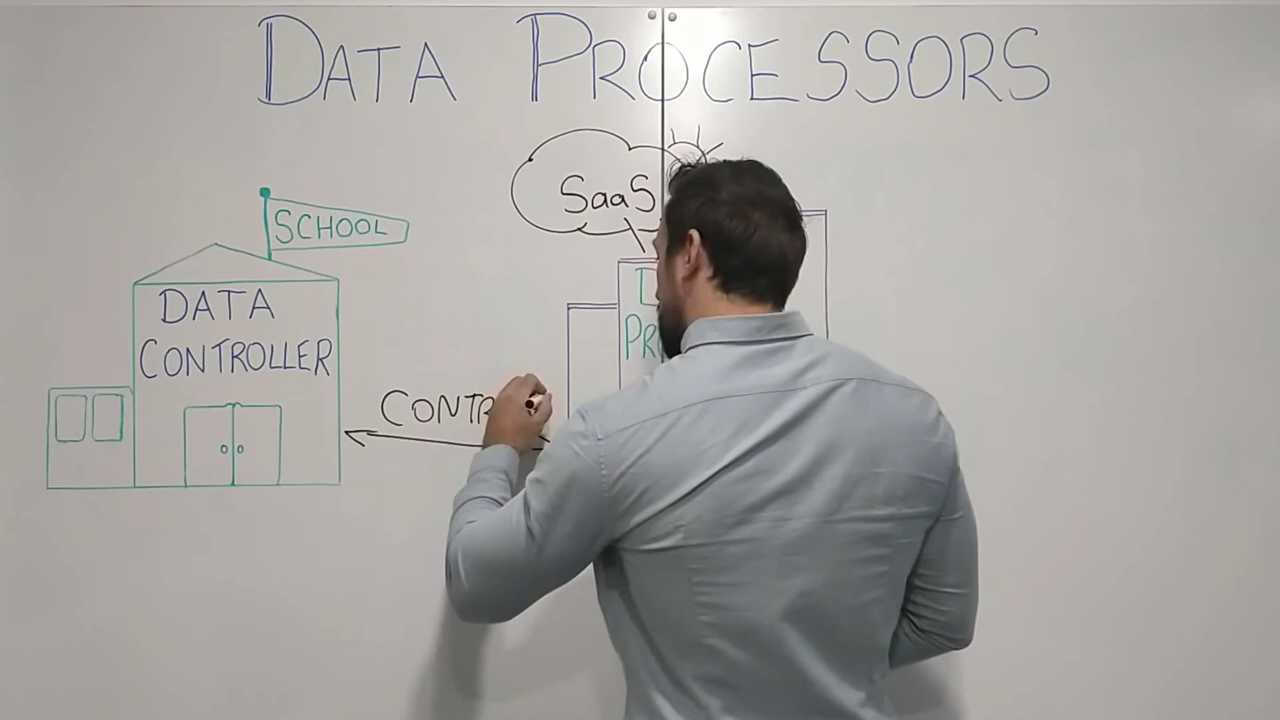 DATA PROCESSORS
SaaS
SCHOOL
DATA
CONTROLLER